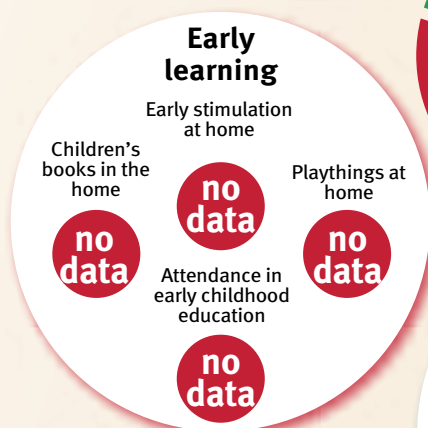 Early
learning
Early stimulation
at home
no
data
Children’s
books in the
home
no
data
Playthings at
home
no
data
Attendance in
early childhood
education
no
data